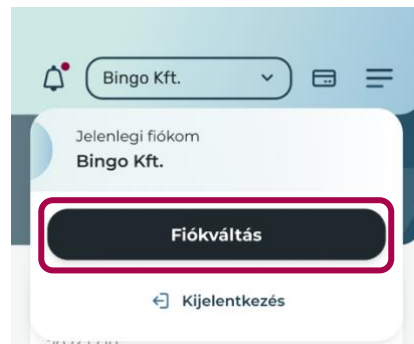 Bingo Kft.
Jelenlegi fiókom
Bingo Kft.
Fiókváltás
Kijelentkezés